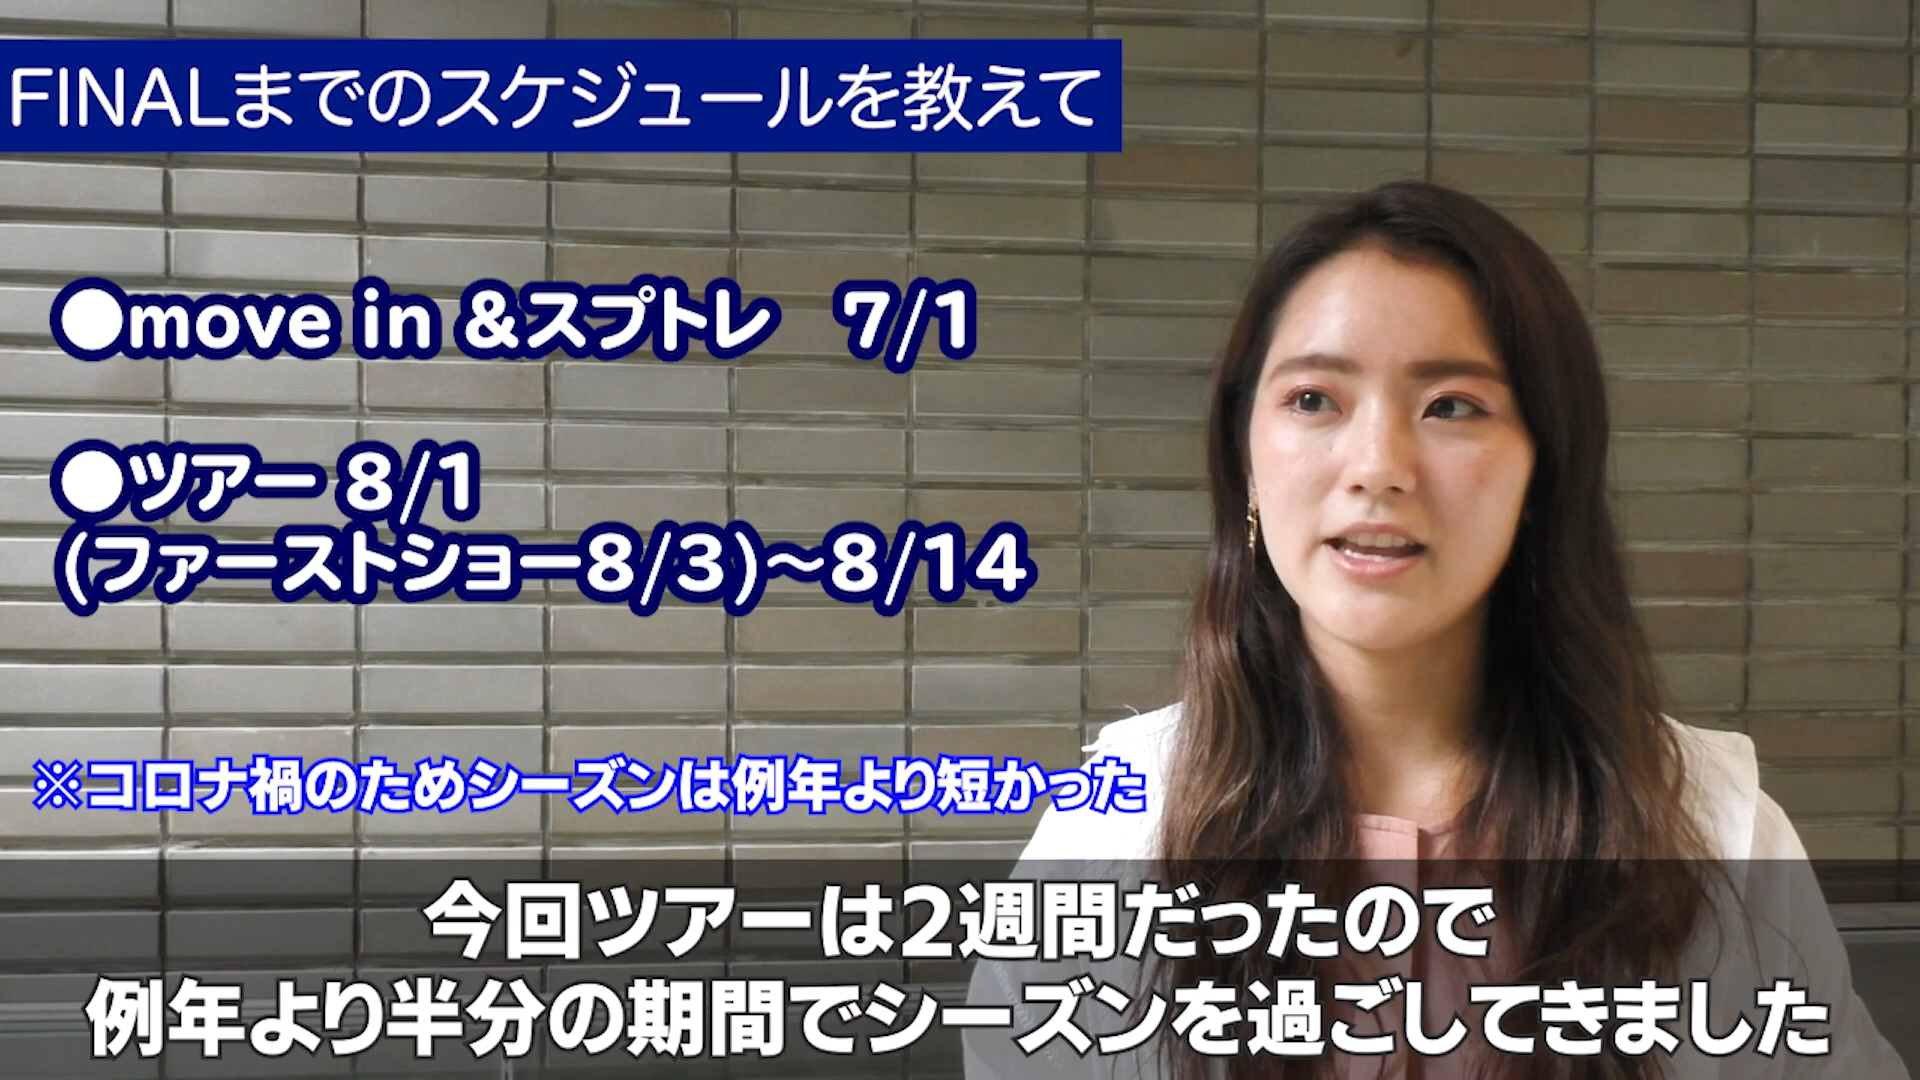 FINALまでのスケジュールを教えて
●move in &スプトレ　7/1
●ツアー 8/1
(ファーストショー8/3)~8/14
※コロナ禍のためシーズンは例年より短かった
今回ツアーは2週間だったので
例年より半分の期間でシーズンを過ごしてきました